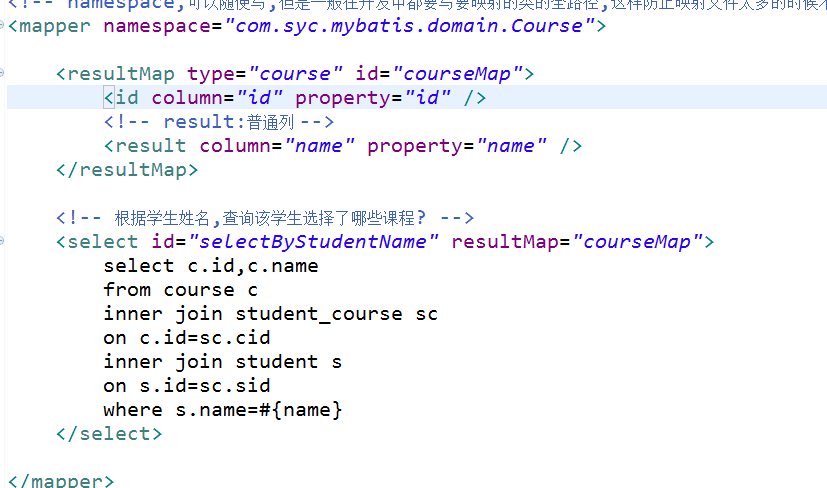 <!-- namespace,可以随便写,但是一般在开发中都要写要映射的类的全路径,这样防止映射文件太多的时候
<mapper namespace="com.syc.mybatis.domain.Course">
<resultMap type="course" id="courseMap">
<id column="id" property="id" />
<!-- result:普通列 -->
<result column="name" property="name" />
</resultMap>
<!-- 根据学生姓名,查询该学生选择了哪些课程? -->
<select id="selectByStudentName" resultMap="courseMap">
select c.id,c.name
from course c
inner join student_course sc
on c.id=sc.cid
inner join student s
on s.id=sc.sid
where s.name=#{name}
</select>
</mapper>